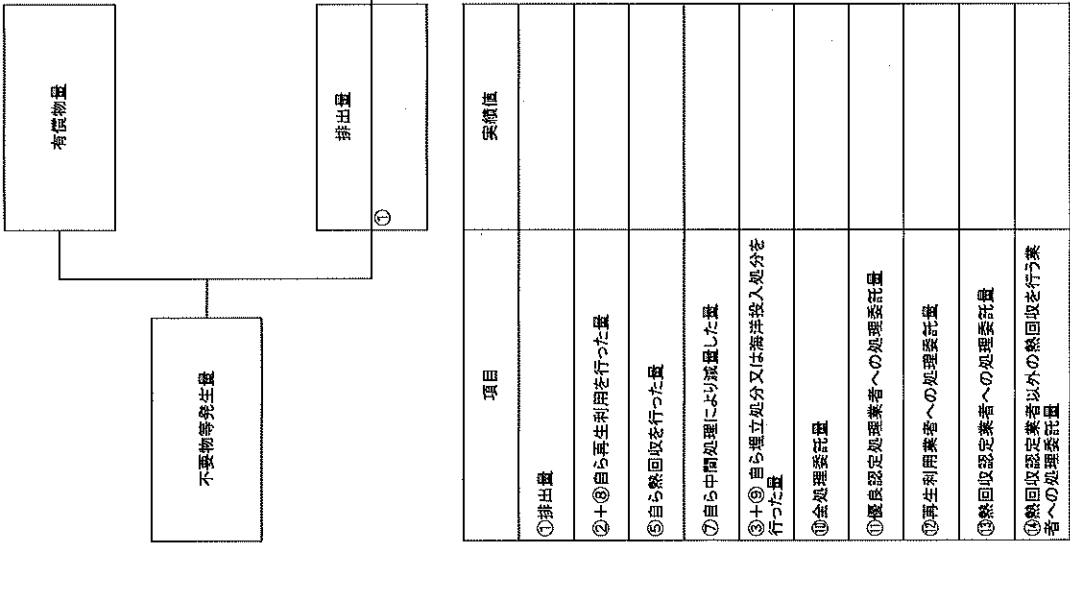 有償物量
不要物等発生量
排出量
①
項目
実績値
①排出量
②+⑧自ら再生利用を行った量
⑤自ら熱回収を行った量
⑦自ら中間処理により減量した量
③+⑨ 自ら埋立処分又は海洋投入処分を
行った量
⑩全処理委託量
⑪優良認定処理業者への処理委託量
⑫再生利用業者への処理委託量
⑬熱回収認定業者への処理委託量
⑭熱回収認定業者以外の熱回収を行う業
者への処理委託量